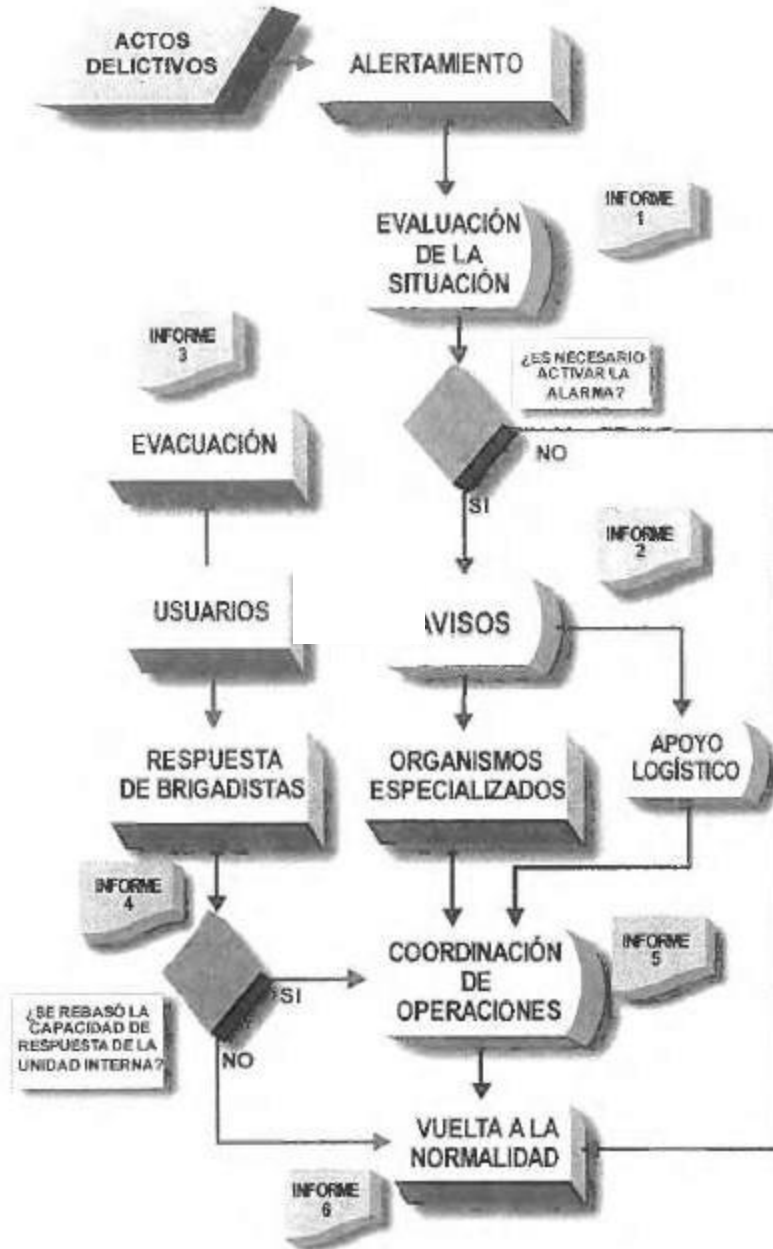 ACTOS
DELICTIVOS
ALERTAMIENTO
EVALUACIÓN
DE LA
SITUACIÓN
INFORME
1
¿ES NECESARIO
ACTIVAR LA
ALARMA?
NO
SI
INFORME
3
EVACUACIÓN
INFORME
2
USUARIOS
AVISOS
RESPUESTA
DE BRIGADISTAS
ORGANISMOS
ESPECIALIZADOS
APOYO
LOGÍSTICO
INFORME
4
¿SE REBASÓ LA
CAPACIDAD DE
RESPUESTA DE LA
UNIDAD INTERNA?
SI
NO
COORDINACIÓN
DE
OPERACIONES
INFORME
5
VUELTA A LA
NORMALIDAD
INFORME
6